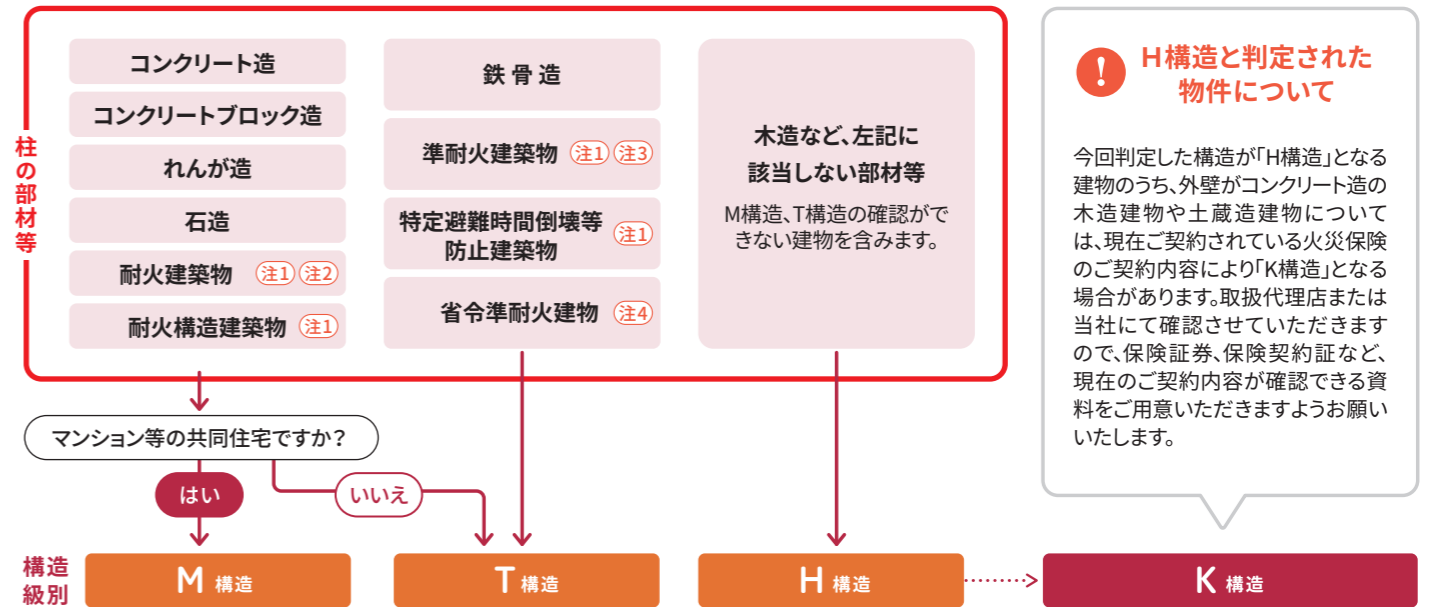 柱の部材等
コンクリート造
コンクリートブロック造
れんが造
石造
耐火建築物 注1 注2
耐火構造建築物 注1
鉄骨造
準耐火建築物 注1 注3
特定避難時間倒壊等
防止建築物 注1
省令準耐火建物 注4
木造など、左記に
該当しない部材等
M構造、T構造の確認がで
きない建物を含みます。
マンション等の共同住宅ですか?
はい
いいえ
構造
級別
M 構造
T 構造
H 構造
K 構造
!
H構造と判定された
物件について
今回判定した構造が「H構造」となる
建物のうち、外壁がコンクリート造の
木造建物や土蔵造建物について
は、現在ご契約されている火災保険
のご契約内容により「K構造」となる
場合があります。取扱代理店または
当社にて確認させていただきます
ので、保険証券、保険契約証など、
現在のご契約内容が確認できる資
料をご用意いただきますようお願い
いたします。